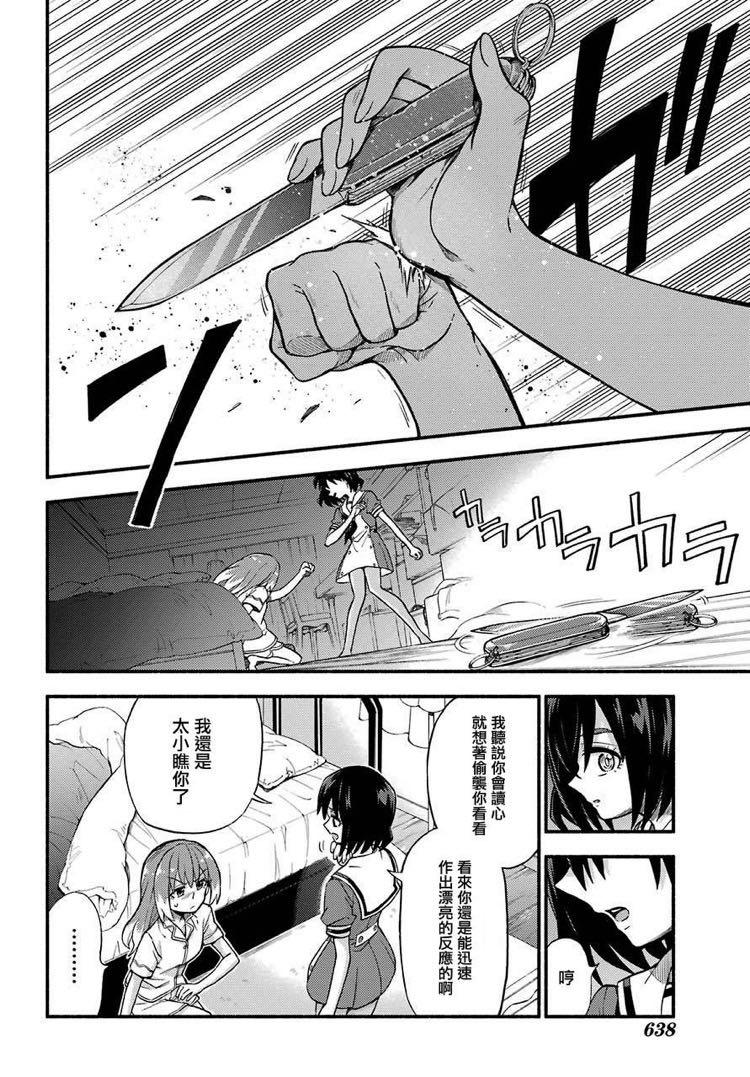 ガッ
カラ
カラ
カラ
哼
我聽說你會讀心
就想著偷襲你看看
看來你還是能迅速
作出漂亮的反應的啊
我還是
太小瞧你了
………
638